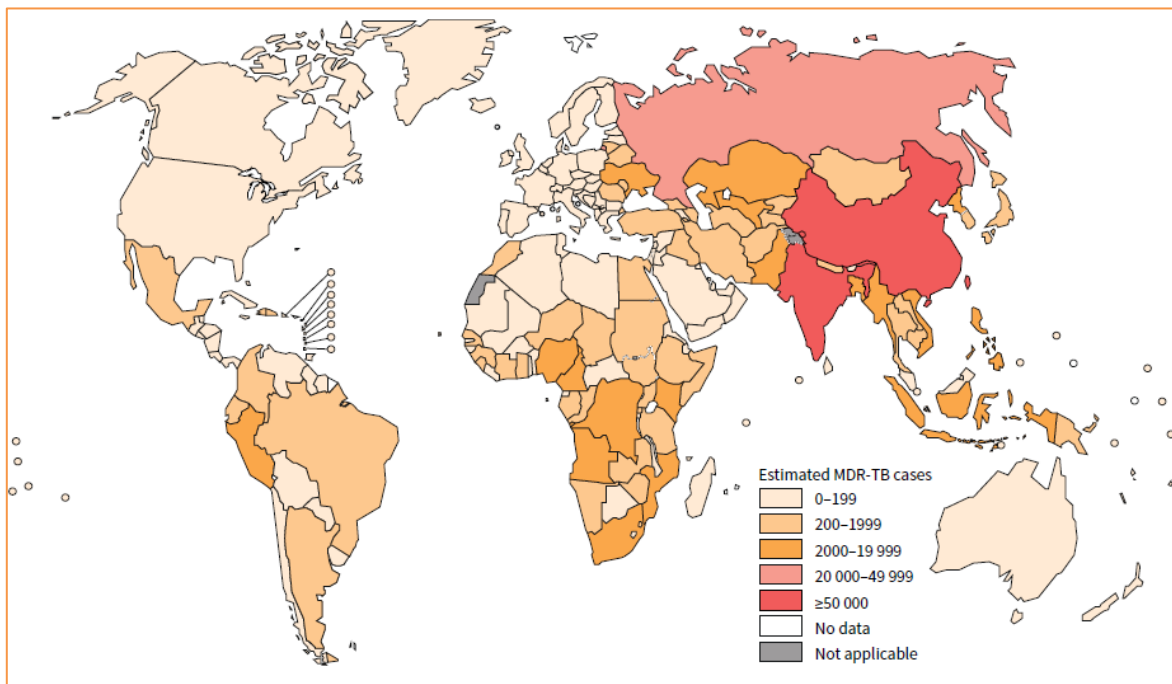 Estimated MDR-TB cases
0–199
200–1999
2000–19 999
20 000–49 999
≥50 000
No data
Not applicable